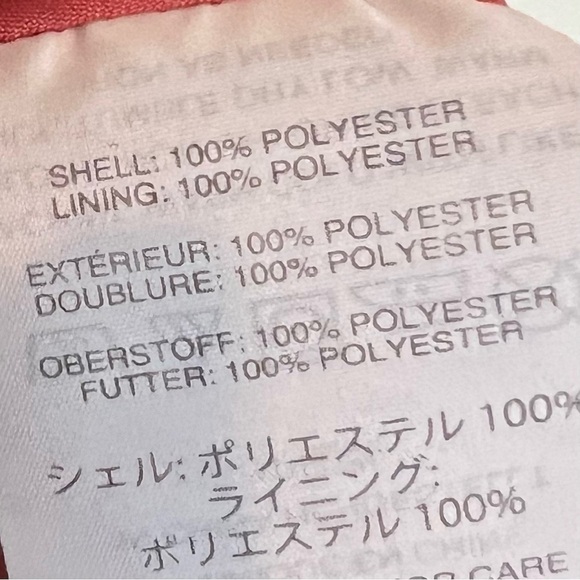 SHELL: 100% POLYESTER
LINING: 100% POLYESTER
EXTÉRIEUR: 100% POLYESTER
DOUBLURE: 100% POLYESTER
OBERSTOFF: 100% POLYESTER
FUTTER: 100% POLYESTER
シェル: ポリエステル 100%
ライニング:
ポリエステル 100%
CARE